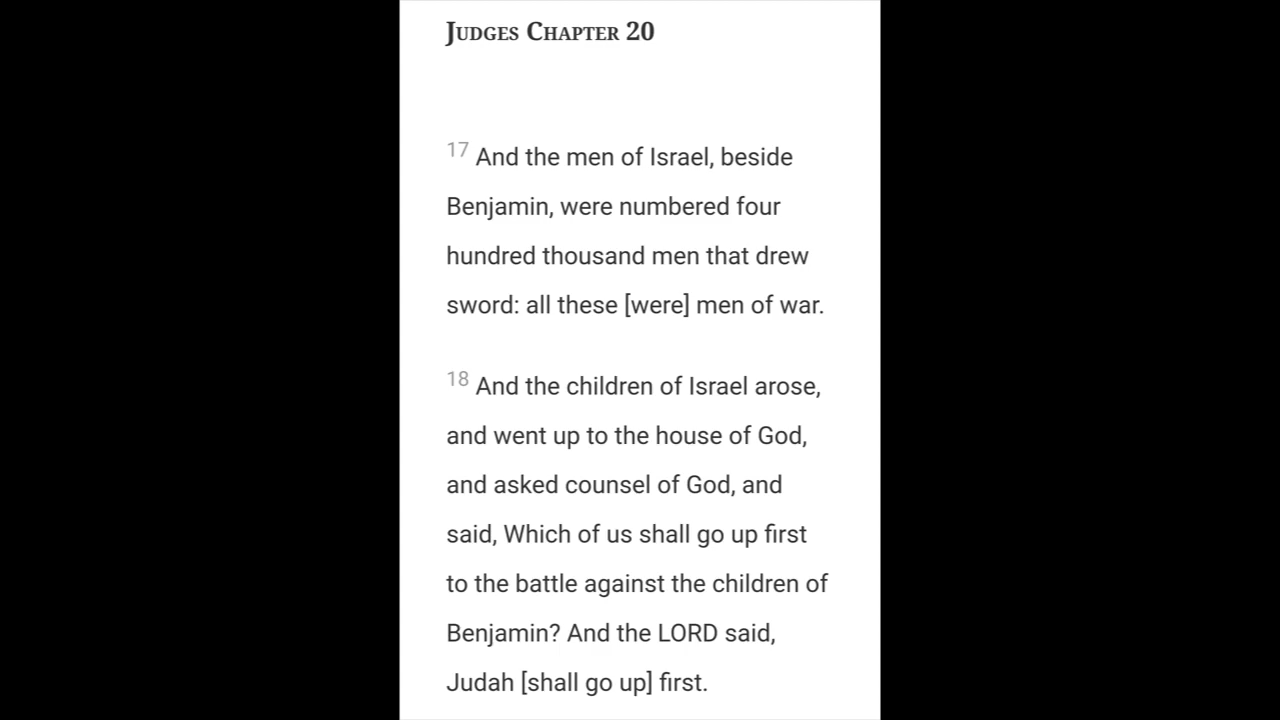 Judges Chapter 20
17 And the men of Israel, beside
Benjamin, were numbered four
hundred thousand men that drew
sword: all these [were] men of war.
18 And the children of Israel arose,
and went up to the house of God,
and asked counsel of God, and
said, Which of us shall go up first
to the battle against the children of
Benjamin? And the LORD said,
Judah [shall go up] first.